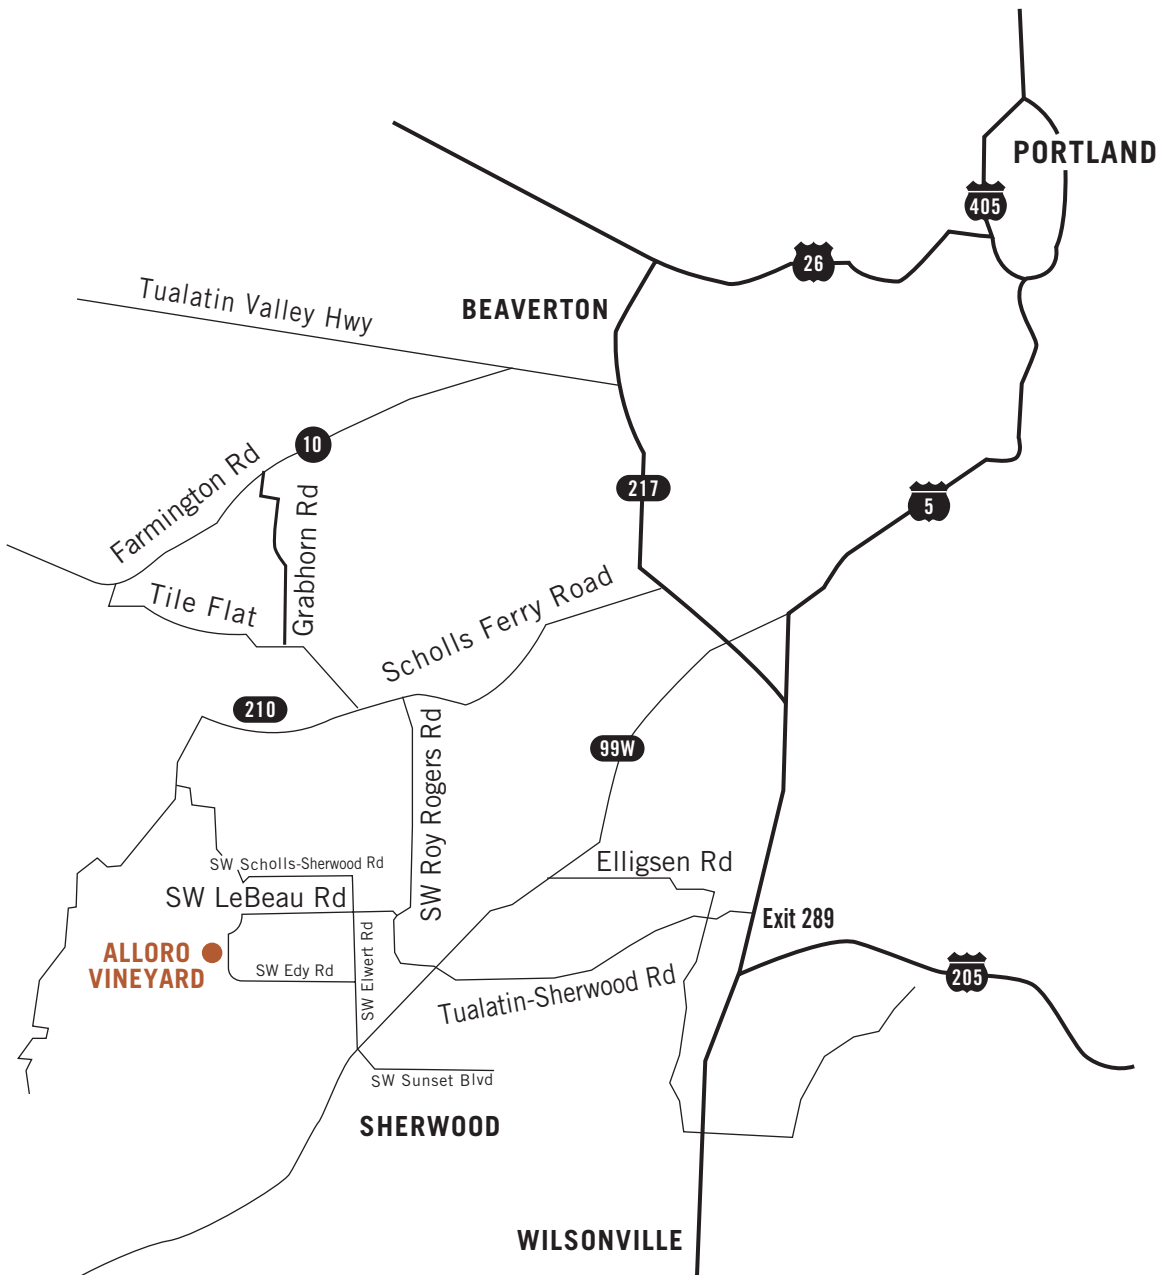 PORTLAND
405
26
Tualatin Valley Hwy
BEAVERTON
10
Farmington Rd
217
5
Grabhorn Rd
Tile Flat
Scholls Ferry Road
210
SW Roy Rogers Rd
99W
SW Scholls-Sherwood Rd
Elligsen Rd
SW LeBeau Rd
Exit 289
ALLORO
VINEYARD
SW Edy Rd
SW Elwert Rd
Tualatin-Sherwood Rd
205
SW Sunset Blvd
SHERWOOD
WILSONVILLE